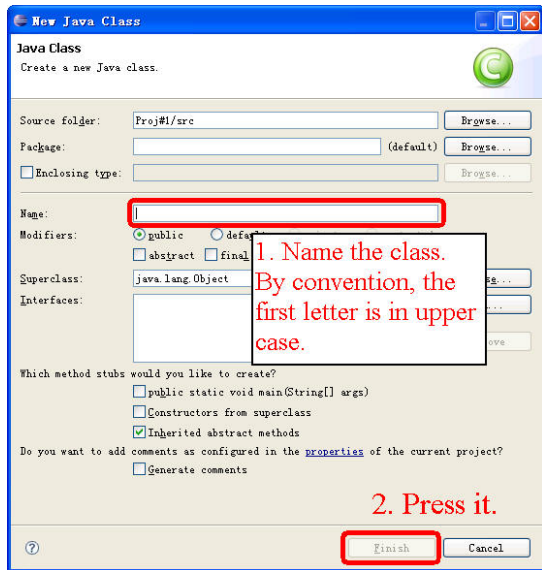 New Java Class
Java Class
Create a new Java class.
Source folder: Proj#1/src Browse...
Package: (default) Browse...
Enclosing type: Browse...
Name:
Modifiers: public
abstract final
Superclass: java.lang.Object
Interfaces:
1. Name the class.
By convention, the
first letter is in upper
case.
Which method stubs would you like to create?
public static void main(String[] args)
Constructors from superclass
Inherited abstract methods
Do you want to add comments as configured in the properties of the current project?
Generate comments
2. Press it.
? Finish Cancel